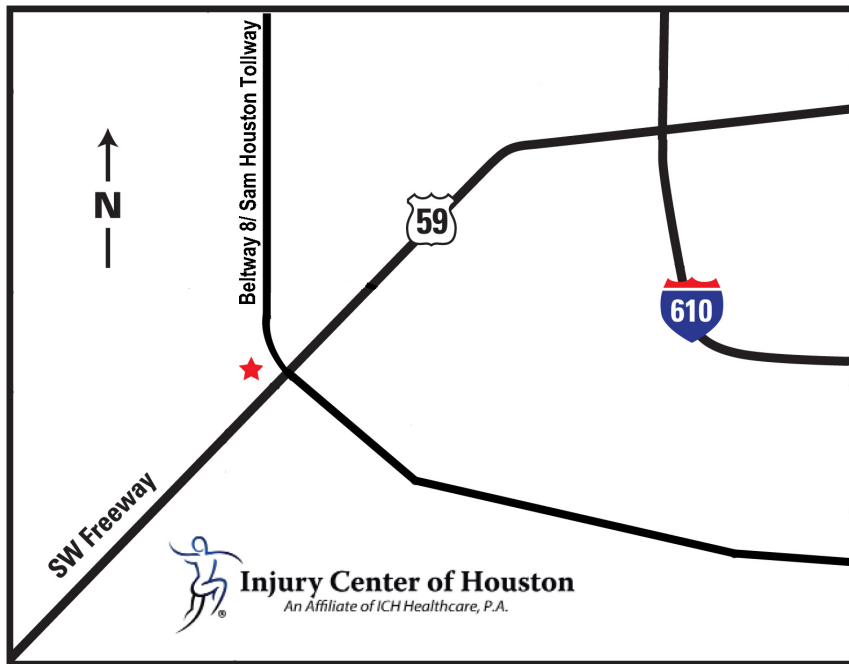 Beltway 8/ Sam Houston Tollway
N
59
610
SW Freeway
Injury Center of Houston
An Affiliate of ICH Healthcare, P.A.
®